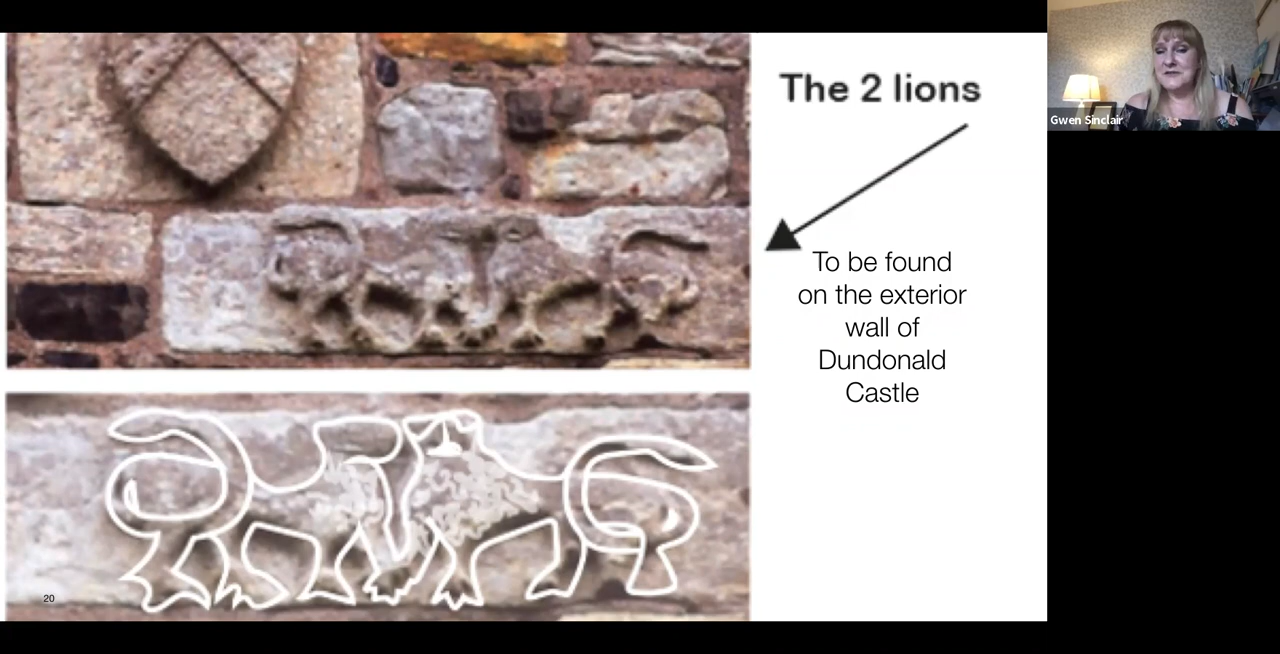 The 2 lions
To be found
on the exterior
wall of
Dundonald
Castle
20
Gwen Sinclair